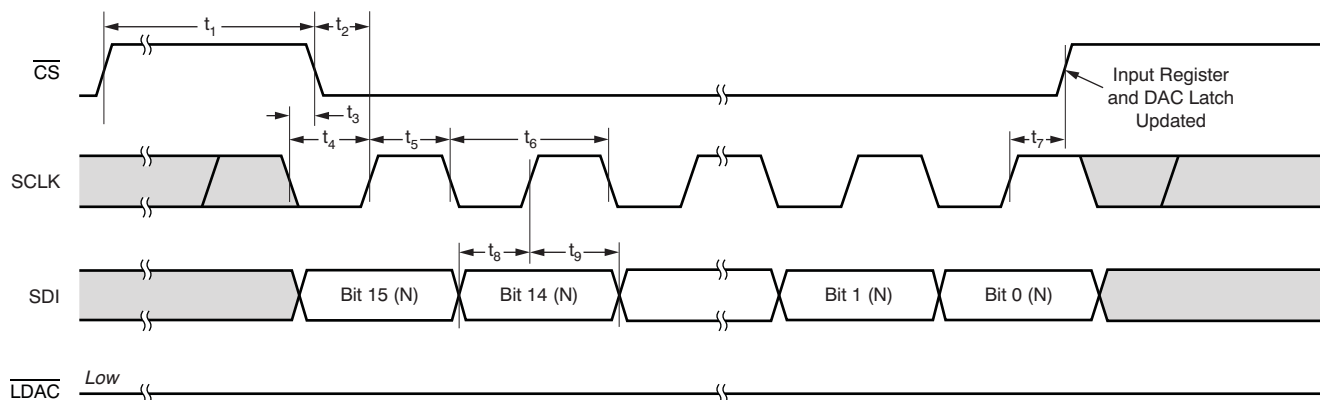 t1 t2
CS
Input Register
and DAC Latch
Updated
t3
t4 t5 t6 t7
SCLK
t8 t9
SDI Bit 15 (N) Bit 14 (N) Bit 1 (N) Bit 0 (N)
Low
LDAC